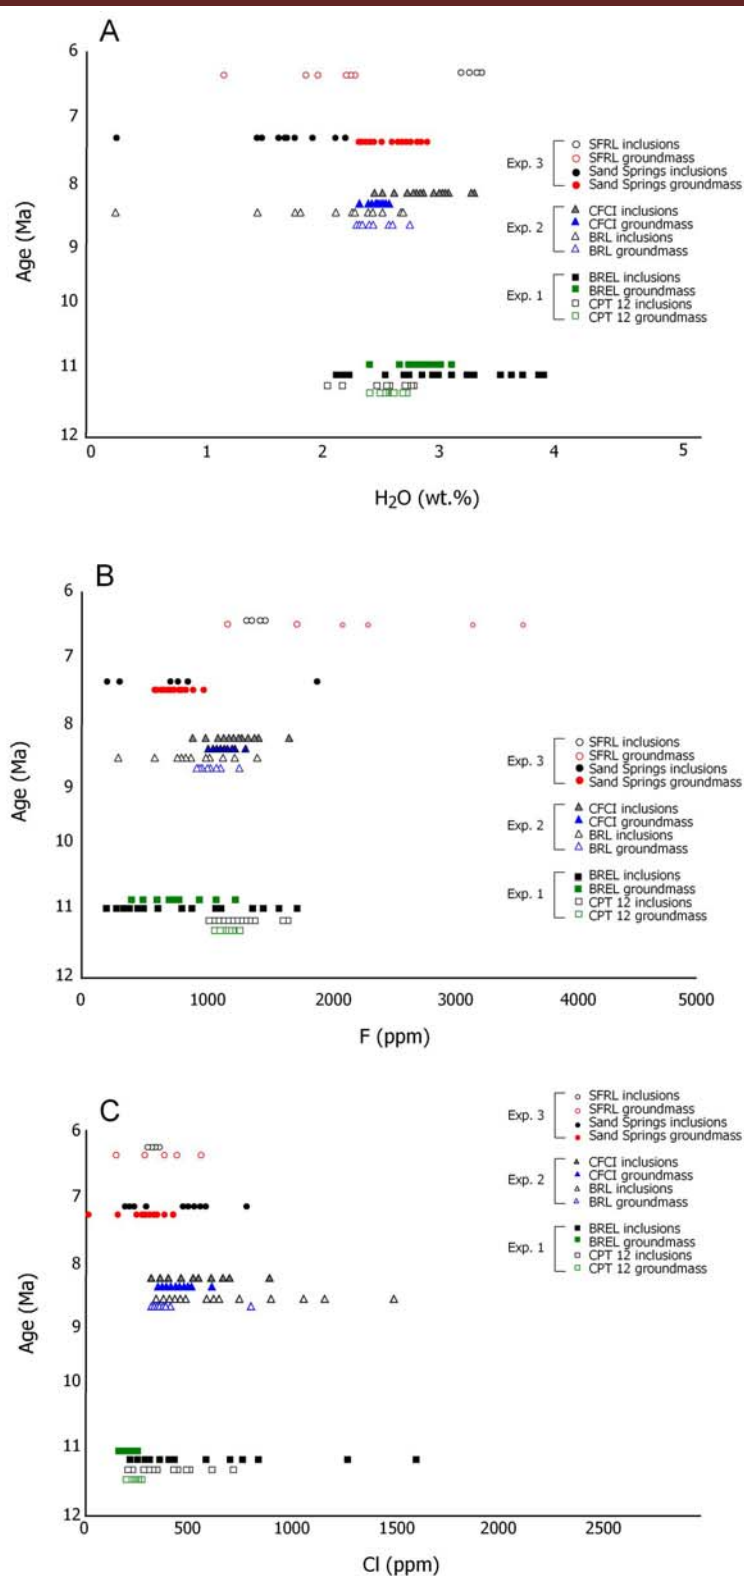 A
6
7
8
9
10
11
12
Age (Ma)
0 1 2 3 4 5
H₂O (wt.%)
Exp. 3
SFRL inclusions
SFRL groundmass
Sand Springs inclusions
Sand Springs groundmass
Exp. 2
CFCI inclusions
CFCI groundmass
BRL inclusions
BRL groundmass
Exp. 1
BREL inclusions
BREL groundmass
CPT 12 inclusions
CPT 12 groundmass
B
6
7
8
9
10
11
12
Age (Ma)
0 1000 2000 3000 4000 5000
F (ppm)
Exp. 3
SFRL inclusions
SFRL groundmass
Sand Springs inclusions
Sand Springs groundmass
Exp. 2
CFCI inclusions
CFCI groundmass
BRL inclusions
BRL groundmass
Exp. 1
BREL inclusions
BREL groundmass
CPT 12 inclusions
CPT 12 groundmass
C
6
7
8
9
10
11
12
Age (Ma)
0 500 1000 1500 2000 2500
Cl (ppm)
Exp. 3
SFRL inclusions
SFRL groundmass
Sand Springs inclusions
Sand Springs groundmass
Exp. 2
CFCI inclusions
CFCI groundmass
BRL inclusions
BRL groundmass
Exp. 1
BREL inclusions
BREL groundmass
CPT 12 inclusions
CPT 12 groundmass